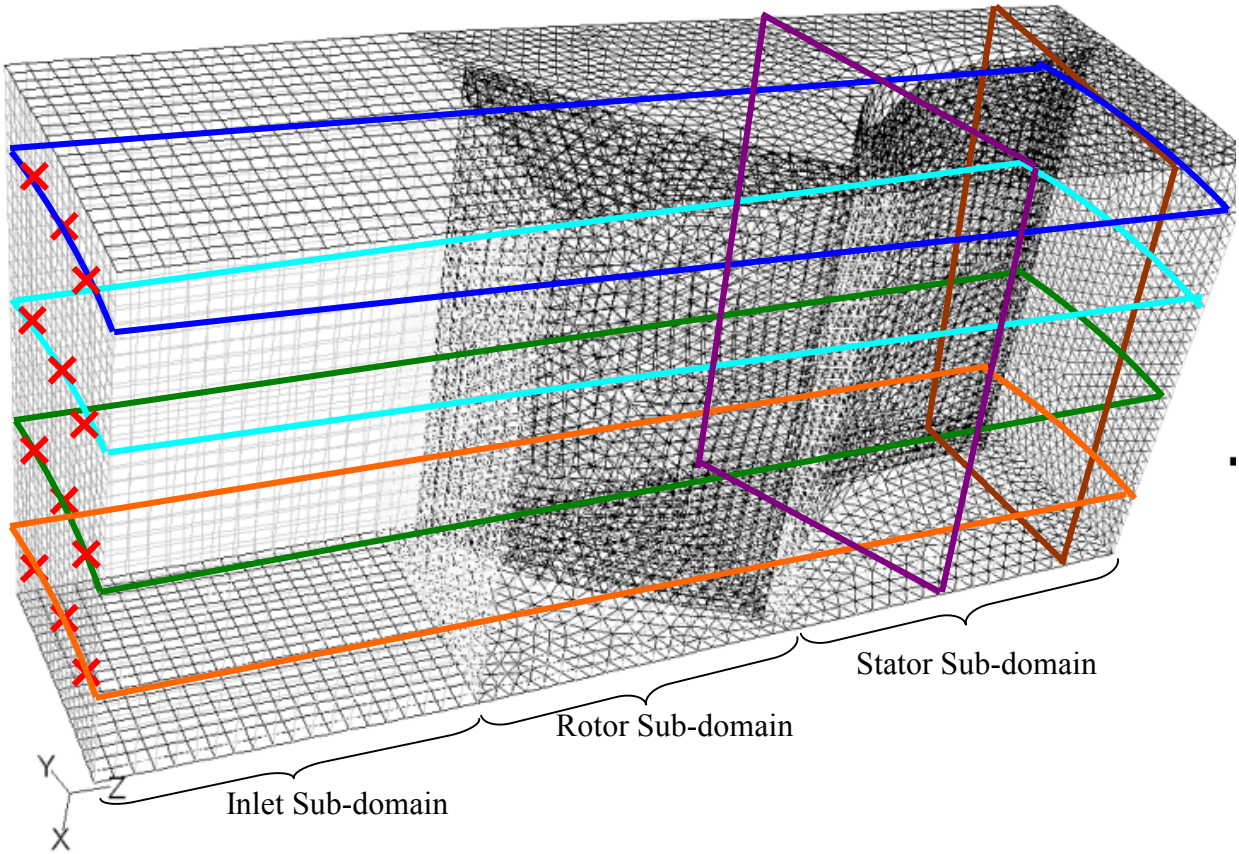 Stator Sub-domain
Rotor Sub-domain
Inlet Sub-domain
Y
Z
X